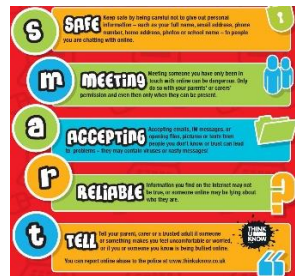 s SAFE Keep safe by being careful not to give out personal
information – such as your full name, email address, phone
number, home address, photos or school name – to people
you are chatting with online.
m MEETING Meeting someone you have only been in
touch with online can be dangerous. Only
do so with your parents' or carers'
permission and even then only when they can be present.
a ACCEPTING Accepting emails, IM messages, or
opening files, pictures or texts from
people you don't know or trust can lead
to problems – they may contain viruses or nasty messages!
r RELIABLE Information you find on the internet may not
be true, or someone online may be lying about
who they are.
t TELL Tell your parent, carer or a trusted adult if someone
or something makes you feel uncomfortable or worried,
or if you or someone you know is being bullied online.
You can report online abuse to the police at www.thinkuknow.co.uk
THINK
U
KNOW